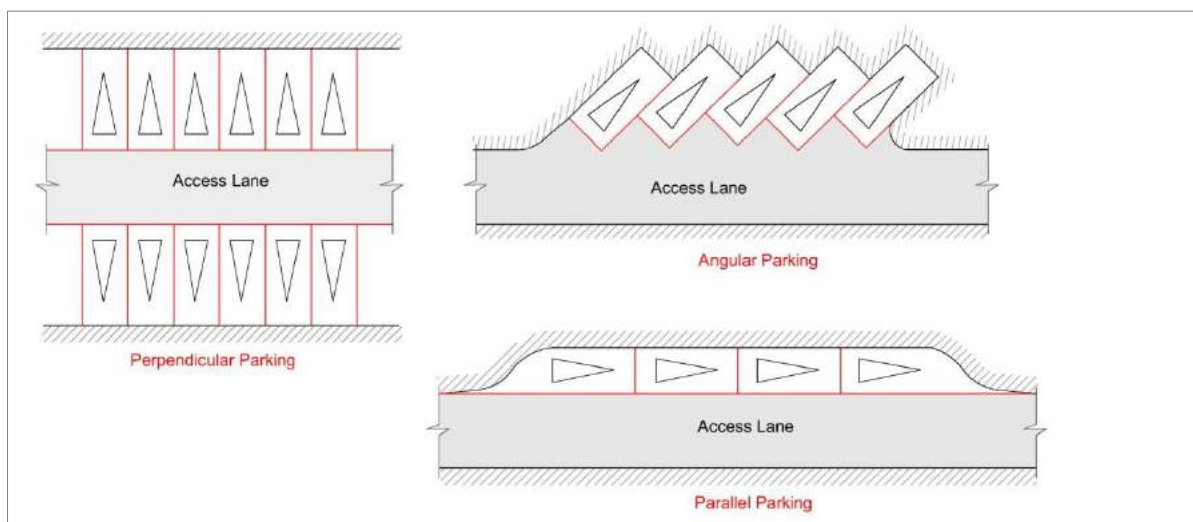 Access Lane
Perpendicular Parking
Access Lane
Angular Parking
Access Lane
Parallel Parking